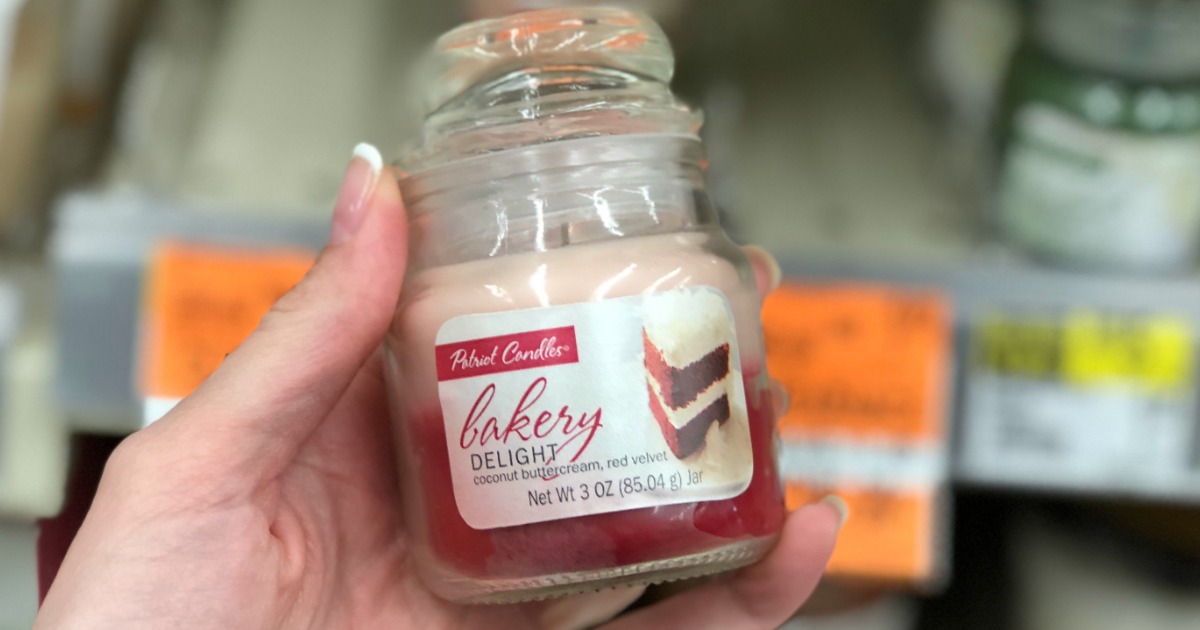 Patriot Candles®
bakery
DELIGHT
coconut buttercream, red velvet
Net Wt 3 OZ (85.04 g) Jar